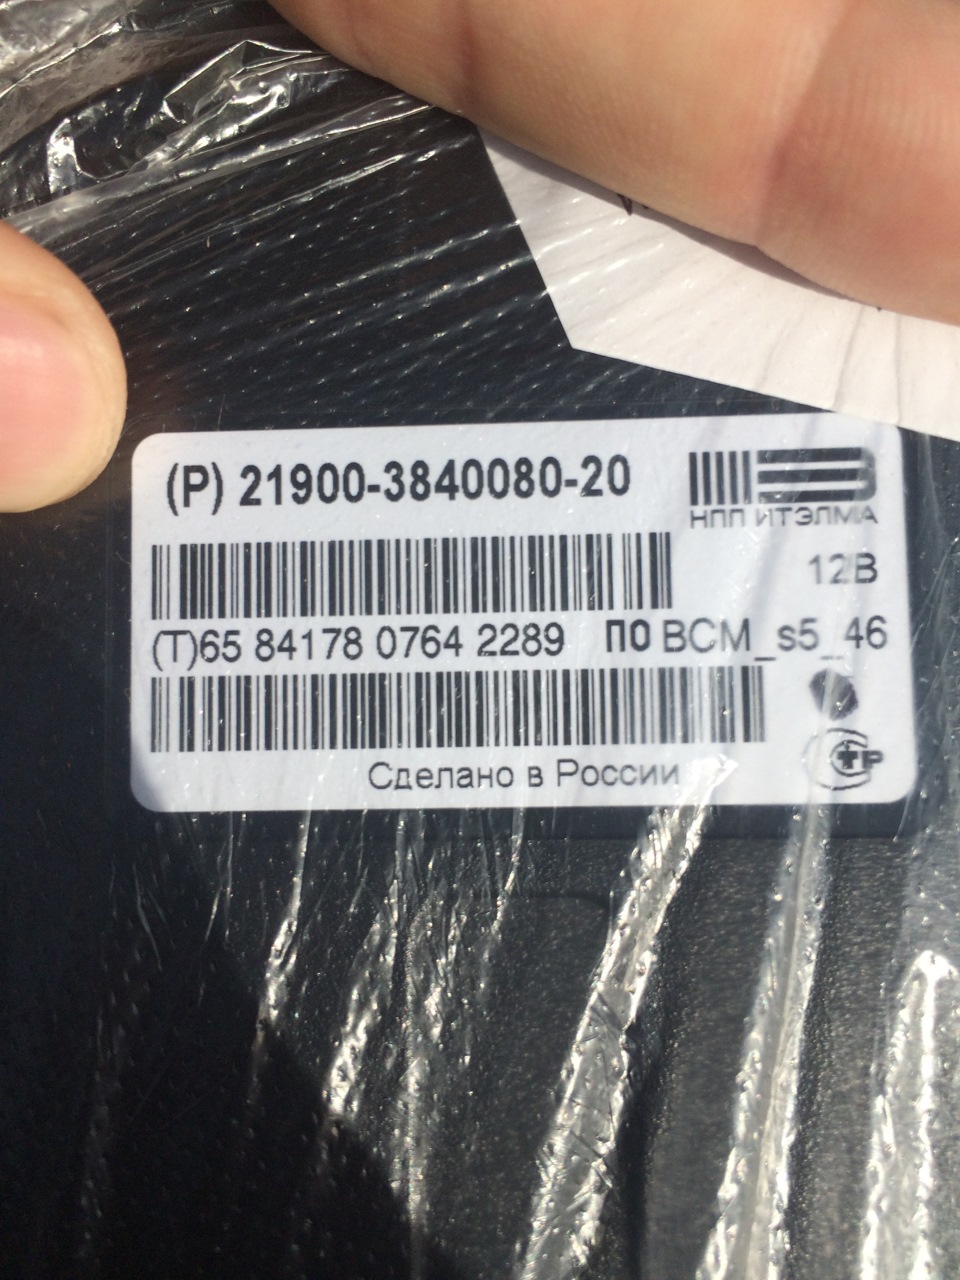 (P) 21900-3840080-20
НПП ИТЭЛМА
12В
(T)65 84178 0764 2289 ПО BCM_s5_46
Сделано в России